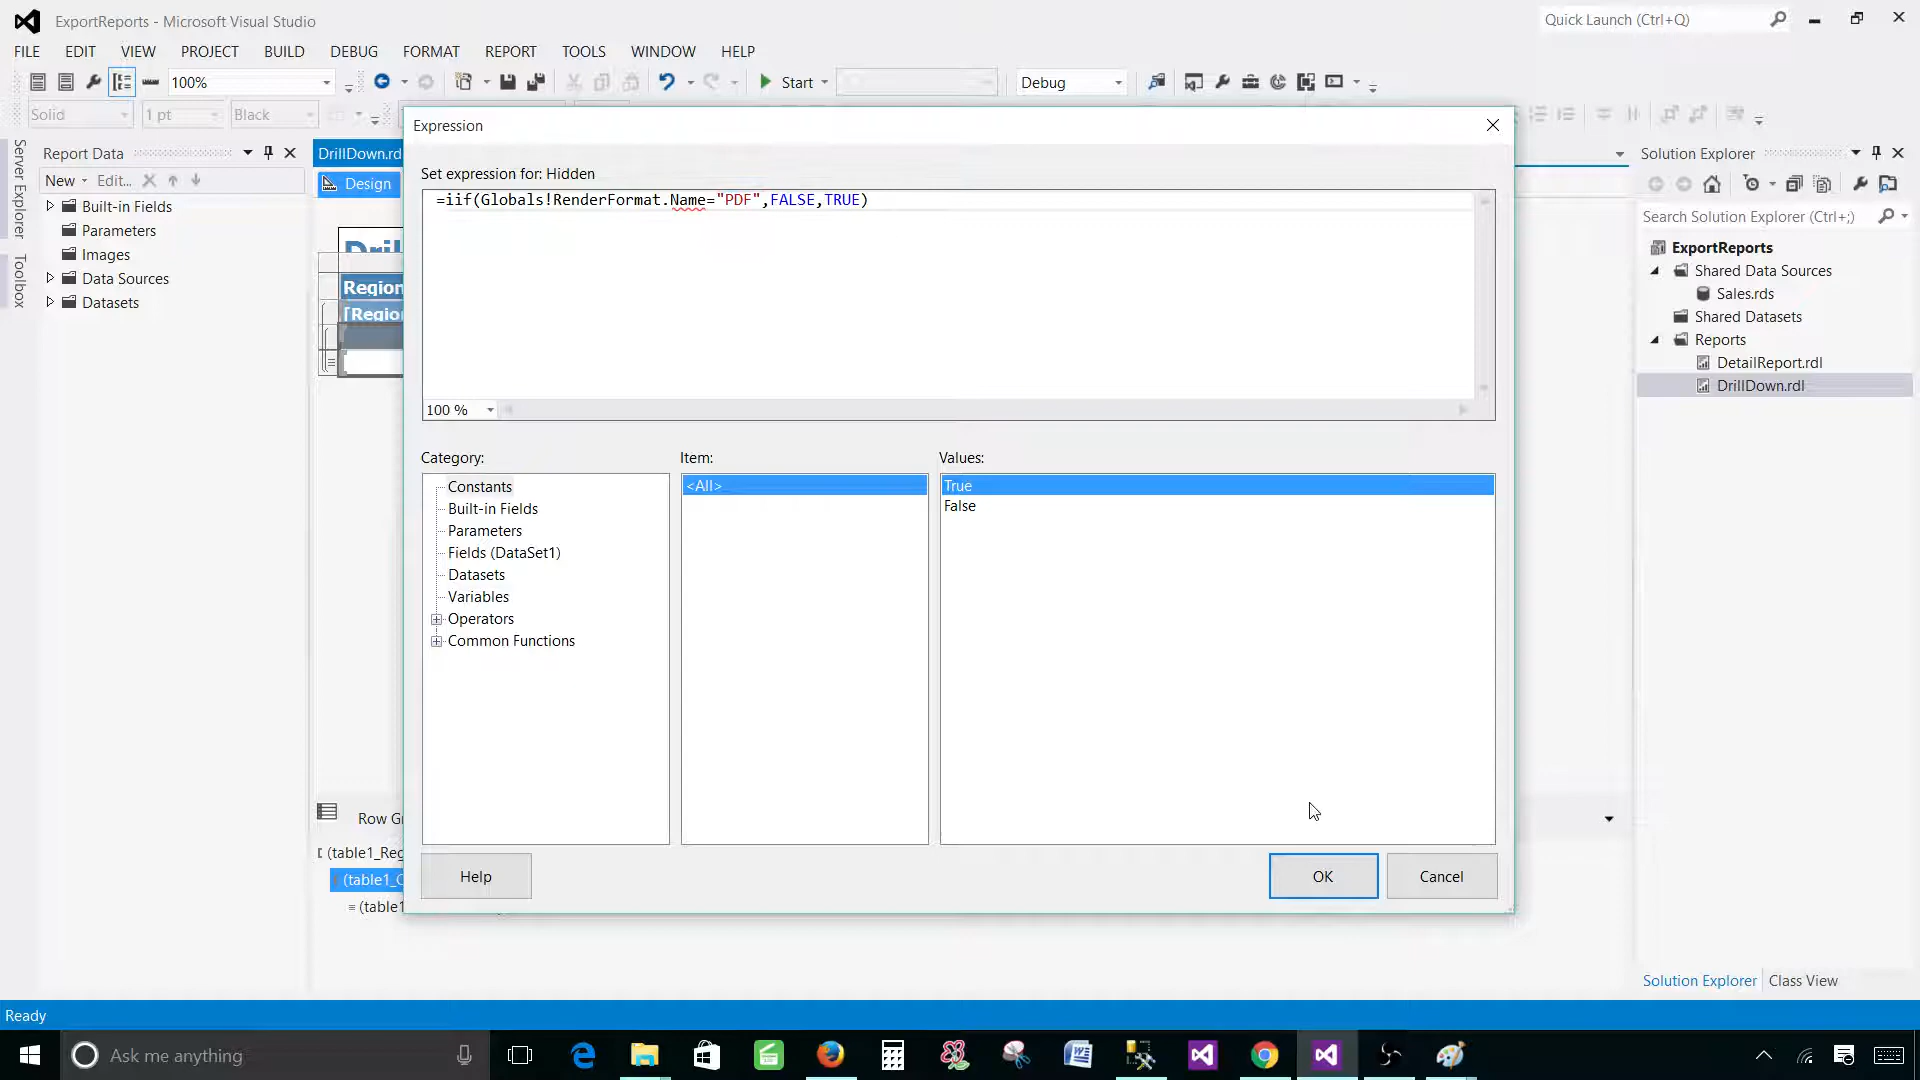 ExportReports - Microsoft Visual Studio
Quick Launch (Ctrl+Q)
FILE EDIT VIEW PROJECT BUILD DEBUG FORMAT REPORT TOOLS WINDOW HELP
100% Start Debug
Solid 1 pt Black
Server Explorer
Toolbox
Report Data
New Edit...
Built-in Fields
Parameters
Images
Data Sources
Datasets
DrillDown.rd
Design
Region
[Regio
Row Gr
(table1_Reg
(table1_C
(table1
Expression
Set expression for: Hidden
=iif(Globals!RenderFormat.Name="PDF",FALSE,TRUE)
100 %
Category:
Constants
Built-in Fields
Parameters
Fields (DataSet1)
Datasets
Variables
Operators
Common Functions
Item:
<All>
Values:
True
False
Help
OK
Cancel
Solution Explorer
Search Solution Explorer (Ctrl+;)
ExportReports
Shared Data Sources
Sales.rds
Shared Datasets
Reports
DetailReport.rdl
DrillDown.rdl
Solution Explorer Class View
Ready
Ask me anything